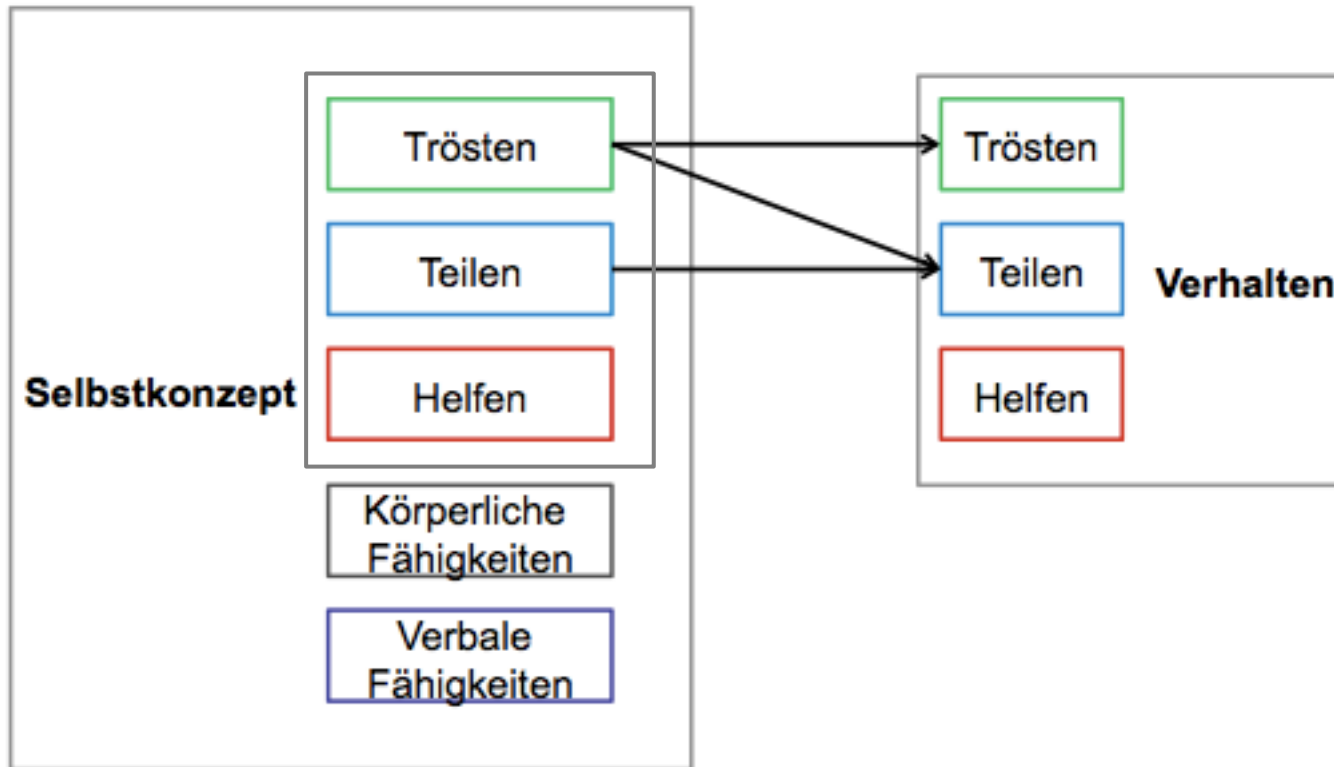 Trösten
Teilen
Selbstkonzept
Helfen
Körperliche
Fähigkeiten
Verbale
Fähigkeiten
Trösten
Teilen
Verhalten
Helfen